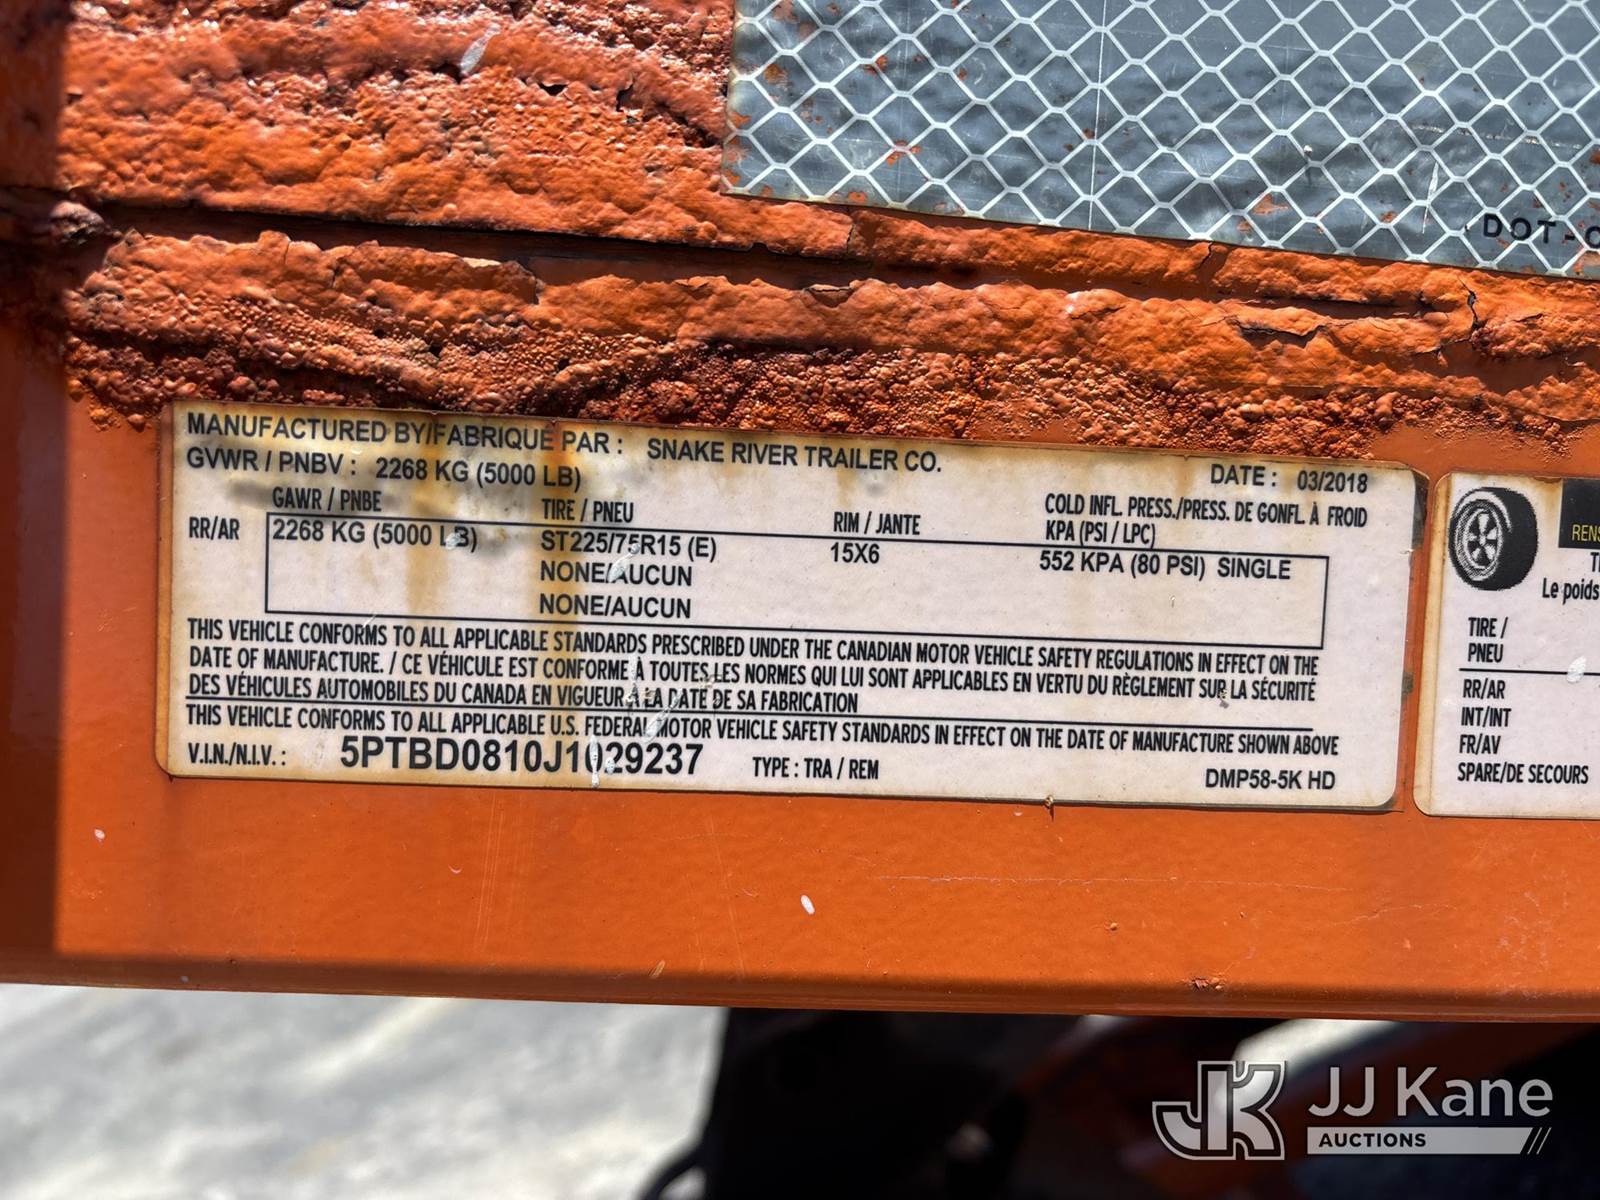 DOT-C
MANUFACTURED BY/FABRIQUÉ PAR : SNAKE RIVER TRAILER CO.
GVWR / PNBV : 2268 KG (5000 LB) DATE : 03/2018
GAWR / PNBE TIRE / PNEU RIM / JANTE COLD INFL. PRESS./PRESS. DE GONFL. À FROID
KPA (PSI / LPC)
RR/AR 2268 KG (5000 LB) ST225/75R15 (E) 15X6 552 KPA (80 PSI) SINGLE
NONE/AUCUN
NONE/AUCUN
THIS VEHICLE CONFORMS TO ALL APPLICABLE STANDARDS PRESCRIBED UNDER THE CANADIAN MOTOR VEHICLE SAFETY REGULATIONS IN EFFECT ON THE
DATE OF MANUFACTURE. / CE VÉHICULE EST CONFORME À TOUTES LES NORMES QUI LUI SONT APPLICABLES EN VERTU DU RÈGLEMENT SUR LA SÉCURITÉ
DES VÉHICULES AUTOMOBILES DU CANADA EN VIGUEUR À LA DATE DE SA FABRICATION
THIS VEHICLE CONFORMS TO ALL APPLICABLE U.S. FEDERAL MOTOR VEHICLE SAFETY STANDARDS IN EFFECT ON THE DATE OF MANUFACTURE SHOWN ABOVE
V.I.N./N.I.V. : 5PTBD0810J1029237 TYPE : TRA / REM DMP58-5K HD
RENS
Le poids
TIRE /
PNEU
RR/AR
INT/INT
FR/AV
SPARE/DE SECOURS
JK JJ Kane
AUCTIONS